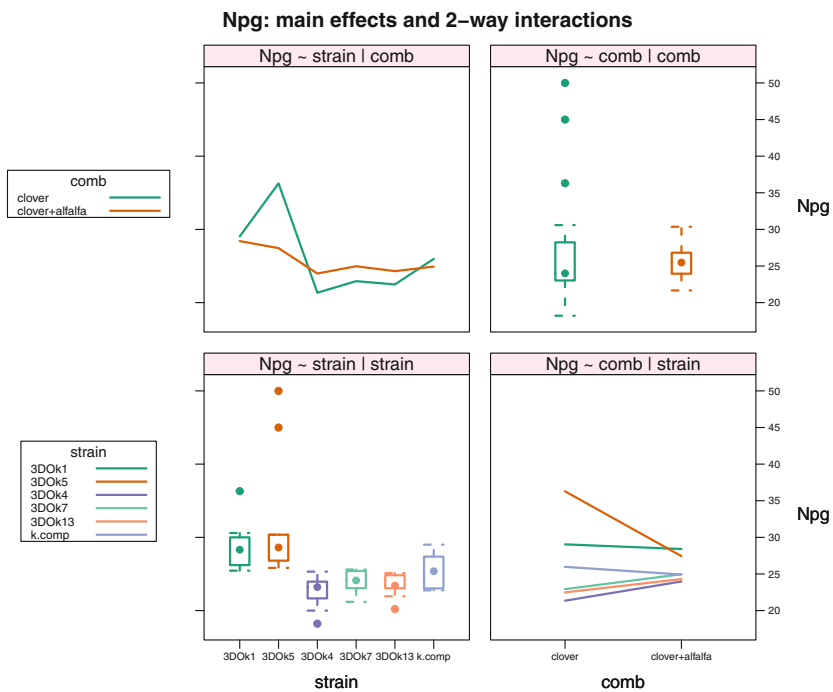 Npg: main effects and 2−way interactions
Npg ~ strain | comb
Npg ~ comb | comb
comb
clover
clover+alfalfa
50
45
40
35
30
25
20
Npg
Npg ~ strain | strain
Npg ~ comb | strain
strain
3DOk1
3DOk5
3DOk4
3DOk7
3DOk13
k.comp
50
45
40
35
30
25
20
Npg
3DOk1 3DOk5 3DOk4 3DOk7 3DOk13 k.comp
clover clover+alfalfa
strain
comb